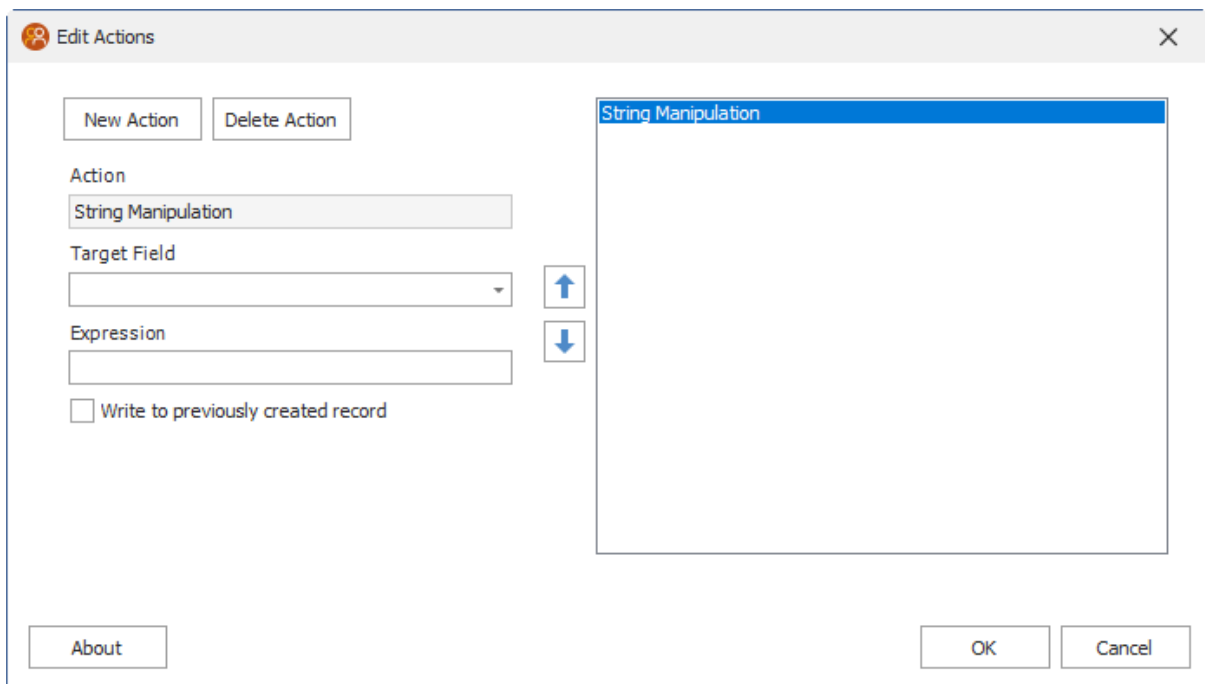 Edit Actions
New Action
Delete Action
String Manipulation
Action
String Manipulation
Target Field
Expression
Write to previously created record
About
OK
Cancel